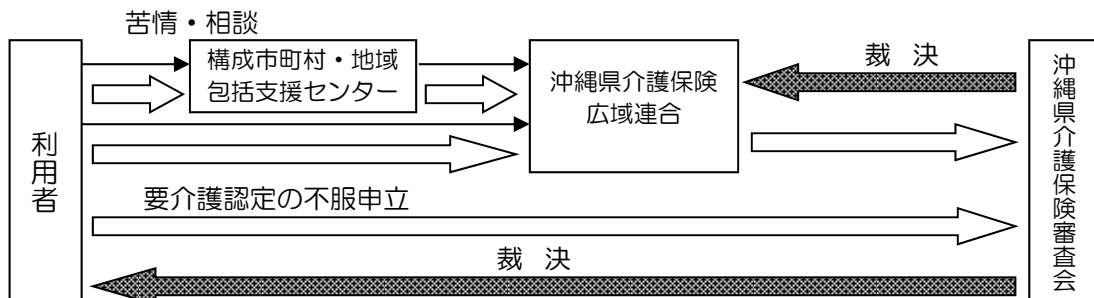 苦情・相談
構成市町村・地域
包括支援センター
沖縄県介護保険
広域連合
裁 決
利用者
要介護認定の不服申立
裁 決
沖縄県介護保険審査会